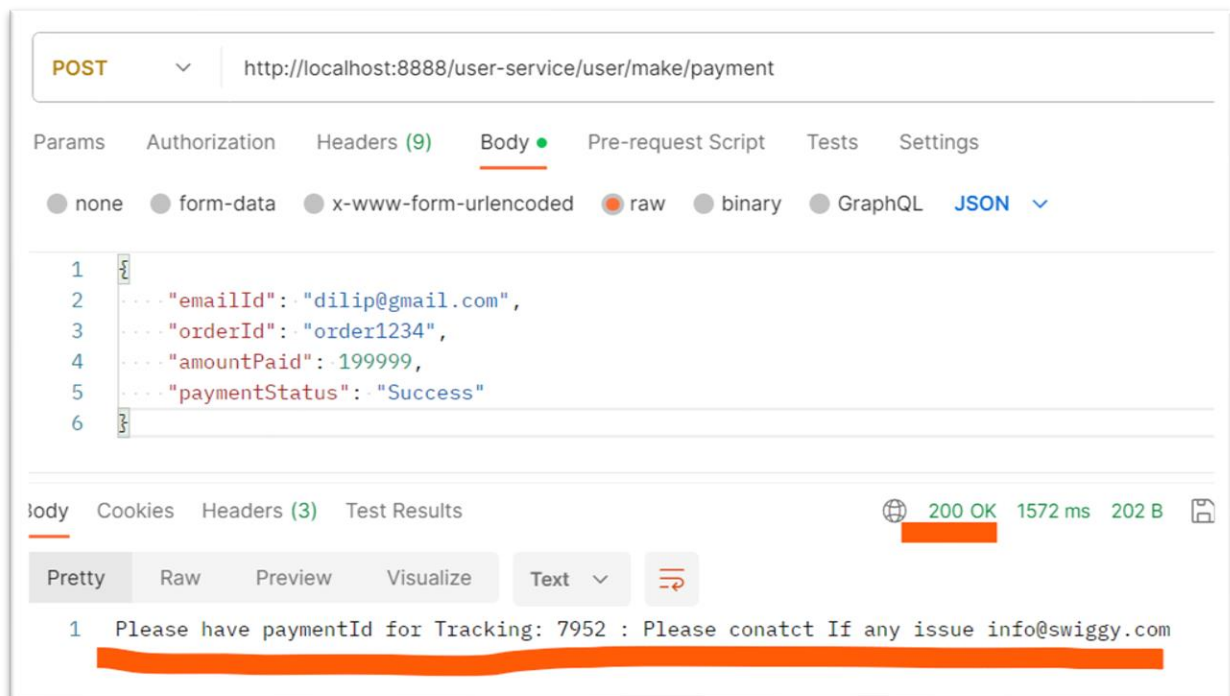 POST http://localhost:8888/user-service/user/make/payment
Params Authorization Headers (9) Body Pre-request Script Tests Settings
none form-data x-www-form-urlencoded raw binary GraphQL JSON
1 {
2 "emailId": "dilip@gmail.com",
3 "orderId": "order1234",
4 "amountPaid": 199999,
5 "paymentStatus": "Success"
6 }
Body Cookies Headers (3) Test Results 200 OK 1572 ms 202 B
Pretty Raw Preview Visualize Text
1 Please have paymentId for Tracking: 7952 : Please conatct If any issue info@swiggy.com